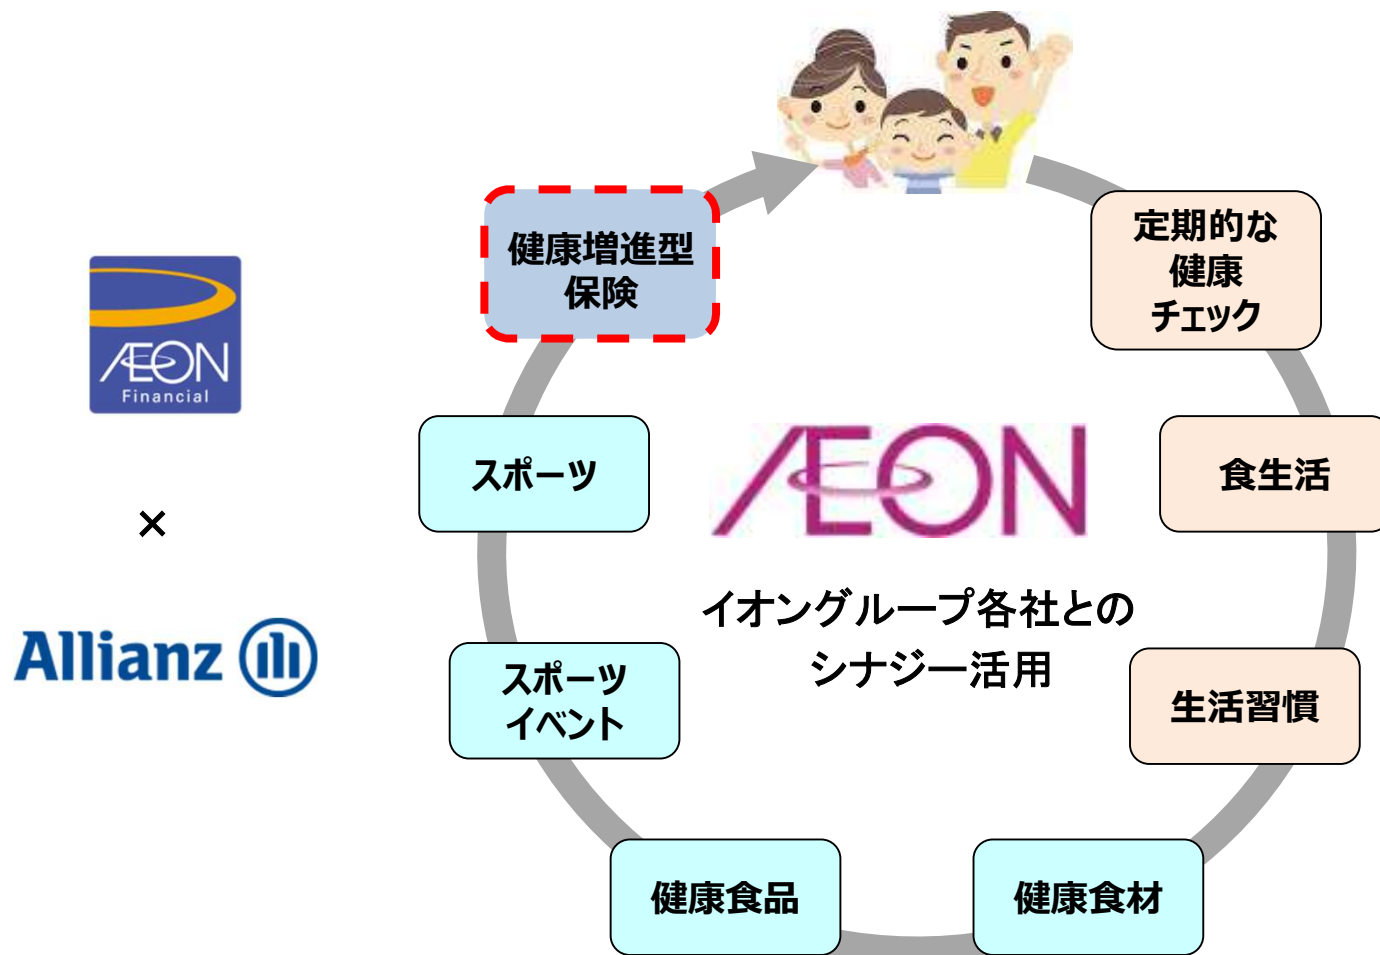 健康増進型
保険
定期的な
健康
チェック
ÆON
Financial
スポーツ
ÆON
食生活
×
イオングループ各社との
シナジー活用
Allianz
スポーツ
イベント
生活習慣
健康食品
健康食材